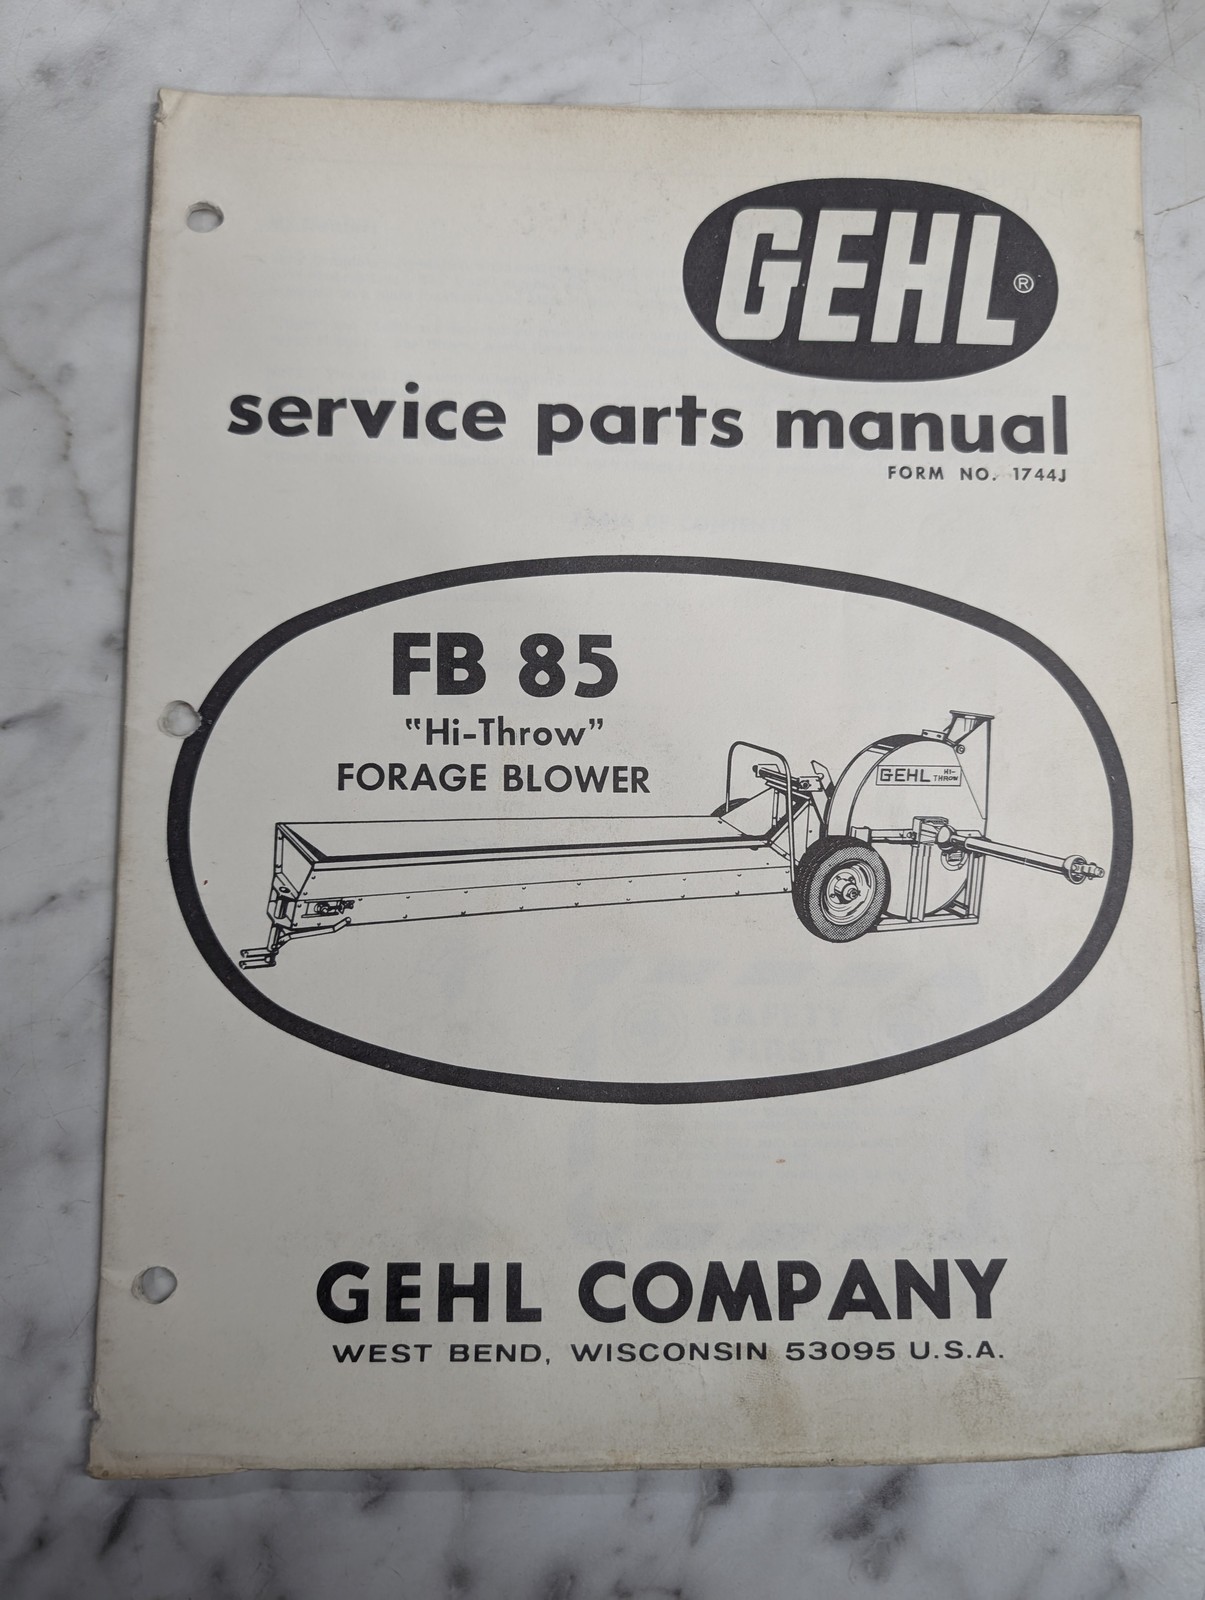 GEHL®
service parts manual
FORM NO. 1744J
FB 85
"Hi-Throw"
FORAGE BLOWER
GEHL HI-THROW
GEHL COMPANY
WEST BEND, WISCONSIN 53095 U.S.A.